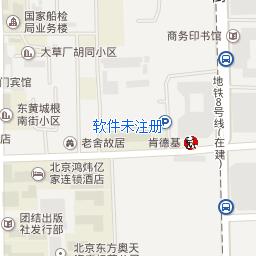 国家船检
局业务楼
商务印书馆
大草厂胡同小区
门宾馆
东黄城根
南街小区
地铁8号线(在建)
软件未注册
老舍故居
肯德基
北京鸿炜亿
家连锁酒店
团结出版
社发行部
北京东方奥天